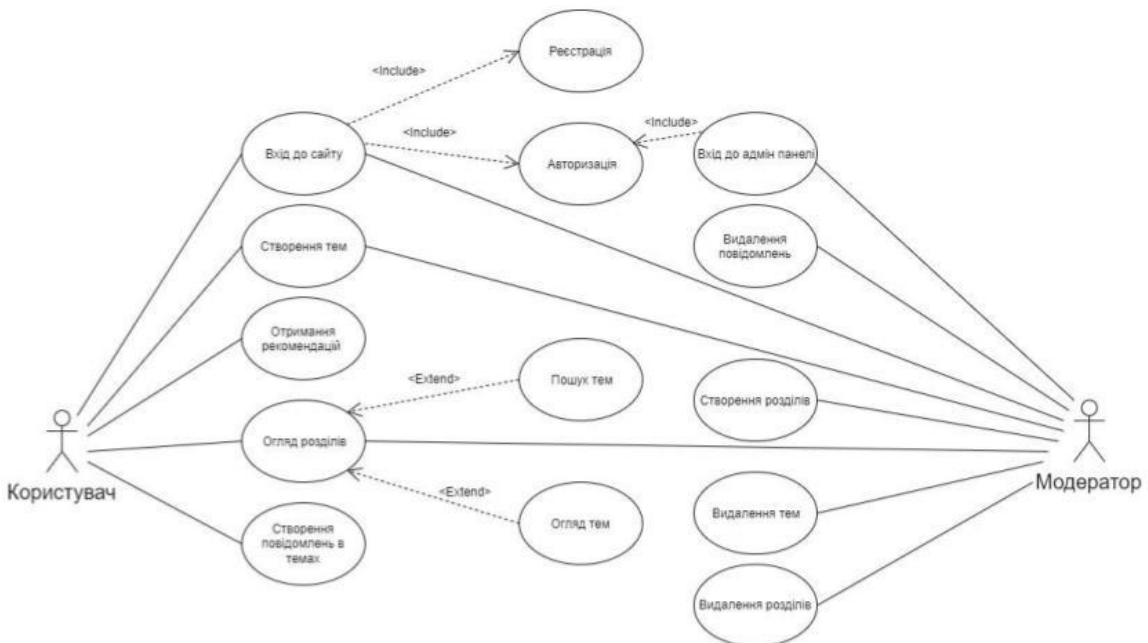 Реєстрація
<Include>
<Include>
<Include>
Вхід до сайту
Авторизація
Вхід до адмін панелі
Створення тем
Видалення
повідомлень
Отримання
рекомендацій
<Extend>
Пошук тем
Створення розділів
Огляд розділів
Користувач
Модератор
<Extend>
Огляд тем
Видалення тем
Створення
повідомлень в
темах
Видалення розділів